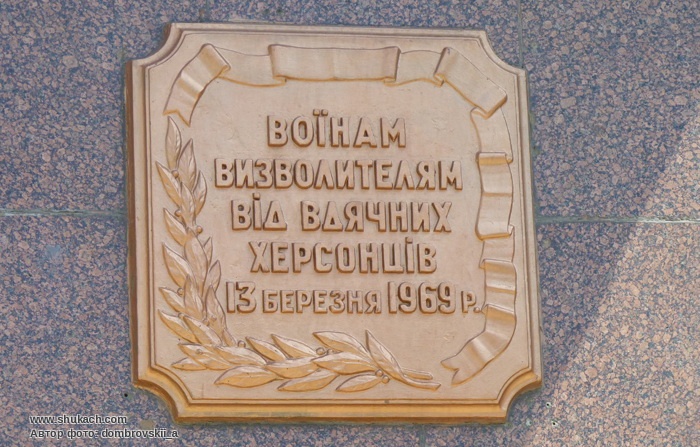 ВОЇНАМ
ВИЗВОЛИТЕЛЯМ
ВІД ВДЯЧНИХ
ХЕРСОНЦІВ
13 БЕРЕЗНЯ 1969 Р.
www.shukach.com
Автор фото- dombrovskii_a